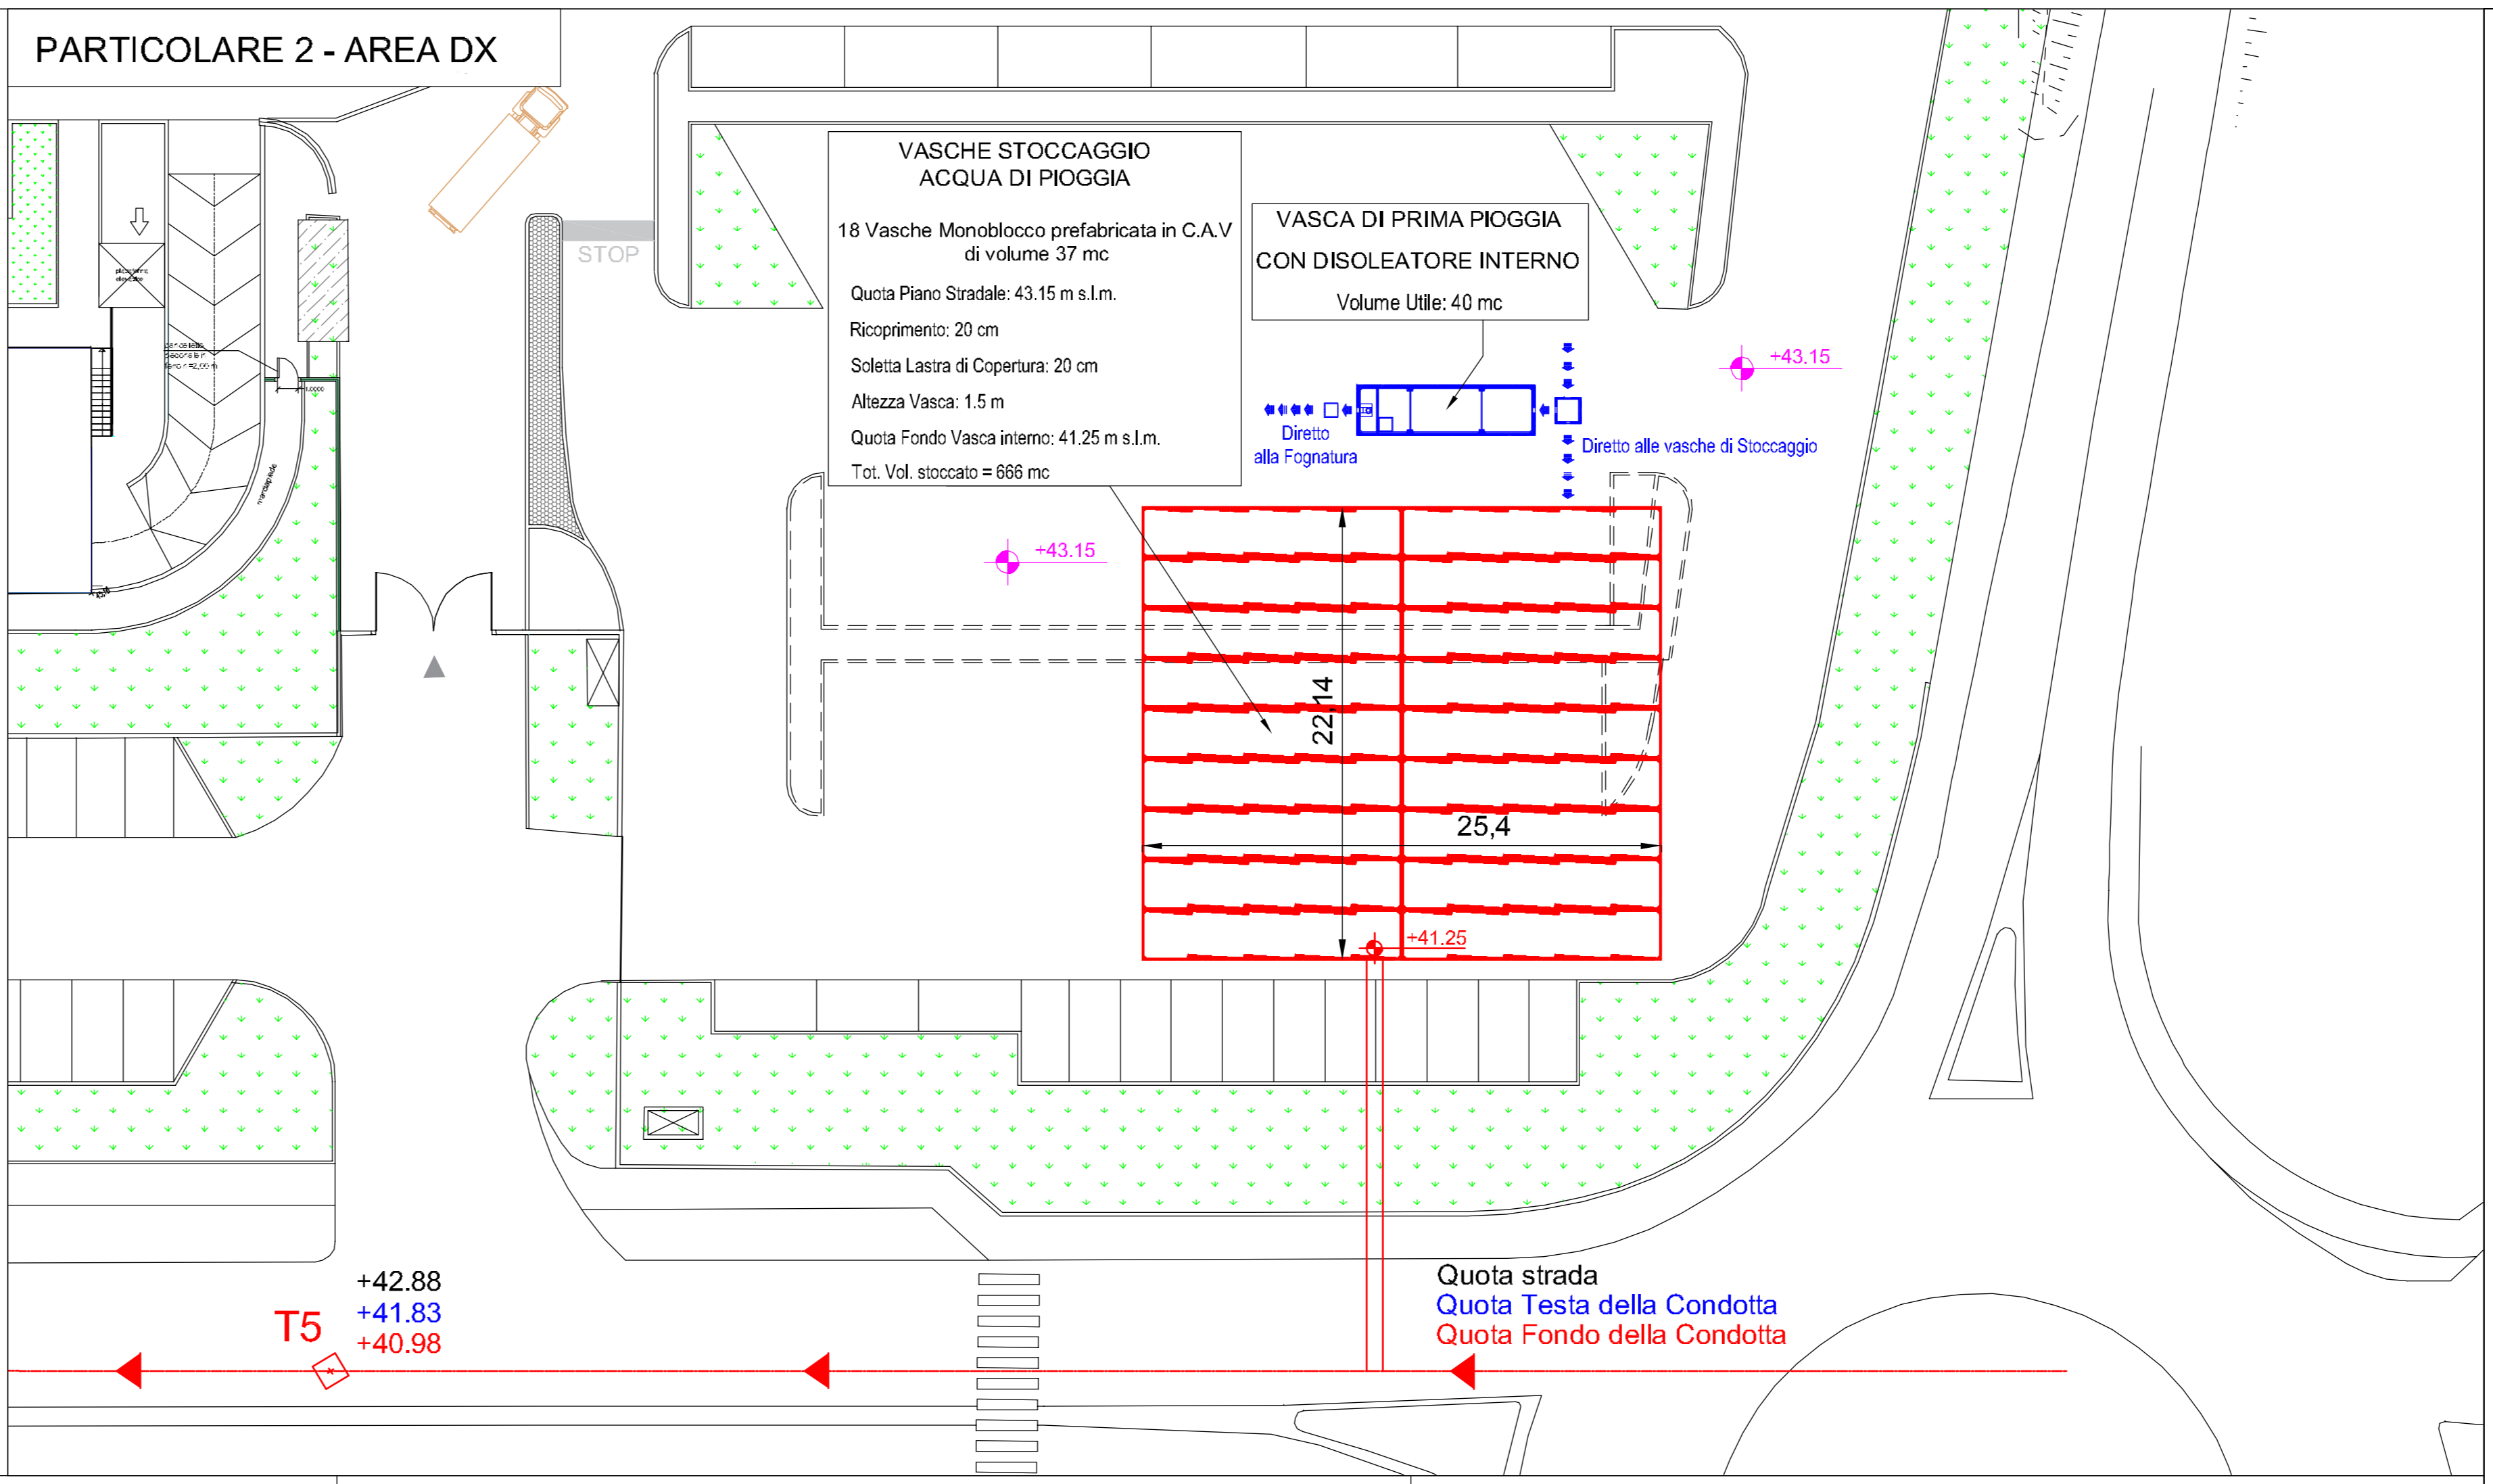 PARTICOLARE 2 - AREA DX
STOP
VASCHE STOCCAGGIO
ACQUA DI PIOGGIA
18 Vasche Monoblocco prefabricata in C.A.V
di volume 37 mc
Quota Piano Stradale: 43.15 m s.l.m.
Ricoprimento: 20 cm
Soletta Lastra di Copertura: 20 cm
Altezza Vasca: 1.5 m
Quota Fondo Vasca interno: 41.25 m s.l.m.
Tot. Vol. stoccato = 666 mc
VASCA DI PRIMA PIOGGIA
CON DISOLEATORE INTERNO
Volume Utile: 40 mc
+43.15
Diretto
alla Fognatura
Diretto alle vasche di Stoccaggio
marciapiede
+43.15
22,14
25,4
+41.25
T5
+42.88
+41.83
+40.98
Quota strada
Quota Testa della Condotta
Quota Fondo della Condotta